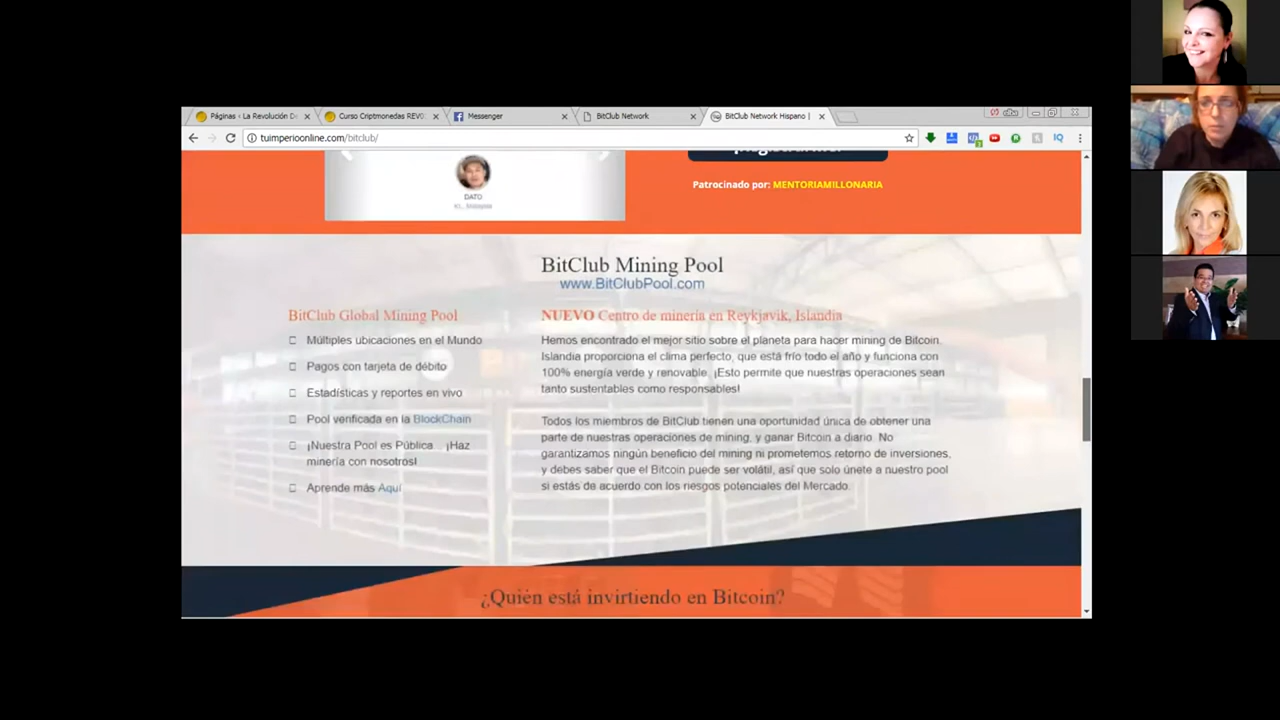 Páginas ‹ La Revolución D
Curso Criptmonedas REV0
Messenger
BitClub Network
BitClub Network Hispano |
tuimperioonline.com/bitclub/
DATO
Patrocinado por: MENTORIAMILLONARIA
BitClub Mining Pool
www.BitClubPool.com
BitClub Global Mining Pool
Múltiples ubicaciones en el Mundo
Pagos con tarjeta de débito
Estadísticas y reportes en vivo
Pool verificada en la BlockChain
¡Nuestra Pool es Pública... ¡Haz
minería con nosotros!
Aprende más Aquí
NUEVO Centro de minería en Reykjavik, Islandia
Hemos encontrado el mejor sitio sobre el planeta para hacer mining de Bitcoin.
Islandia proporciona el clima perfecto, que está frío todo el año y funciona con
100% energía verde y renovable. ¡Esto permite que nuestras operaciones sean
tanto sustentables como responsables!
Todos los miembros de BitClub tienen una oportunidad única de obtener una
parte de nuestras operaciones de mining, y ganar Bitcoin a diario. No
garantizamos ningún beneficio del mining ni prometemos retorno de inversiones,
y debes saber que el Bitcoin puede ser volátil, así que solo únete a nuestro pool
si estás de acuerdo con los riesgos potenciales del Mercado.
¿Quién está invirtiendo en Bitcoin?